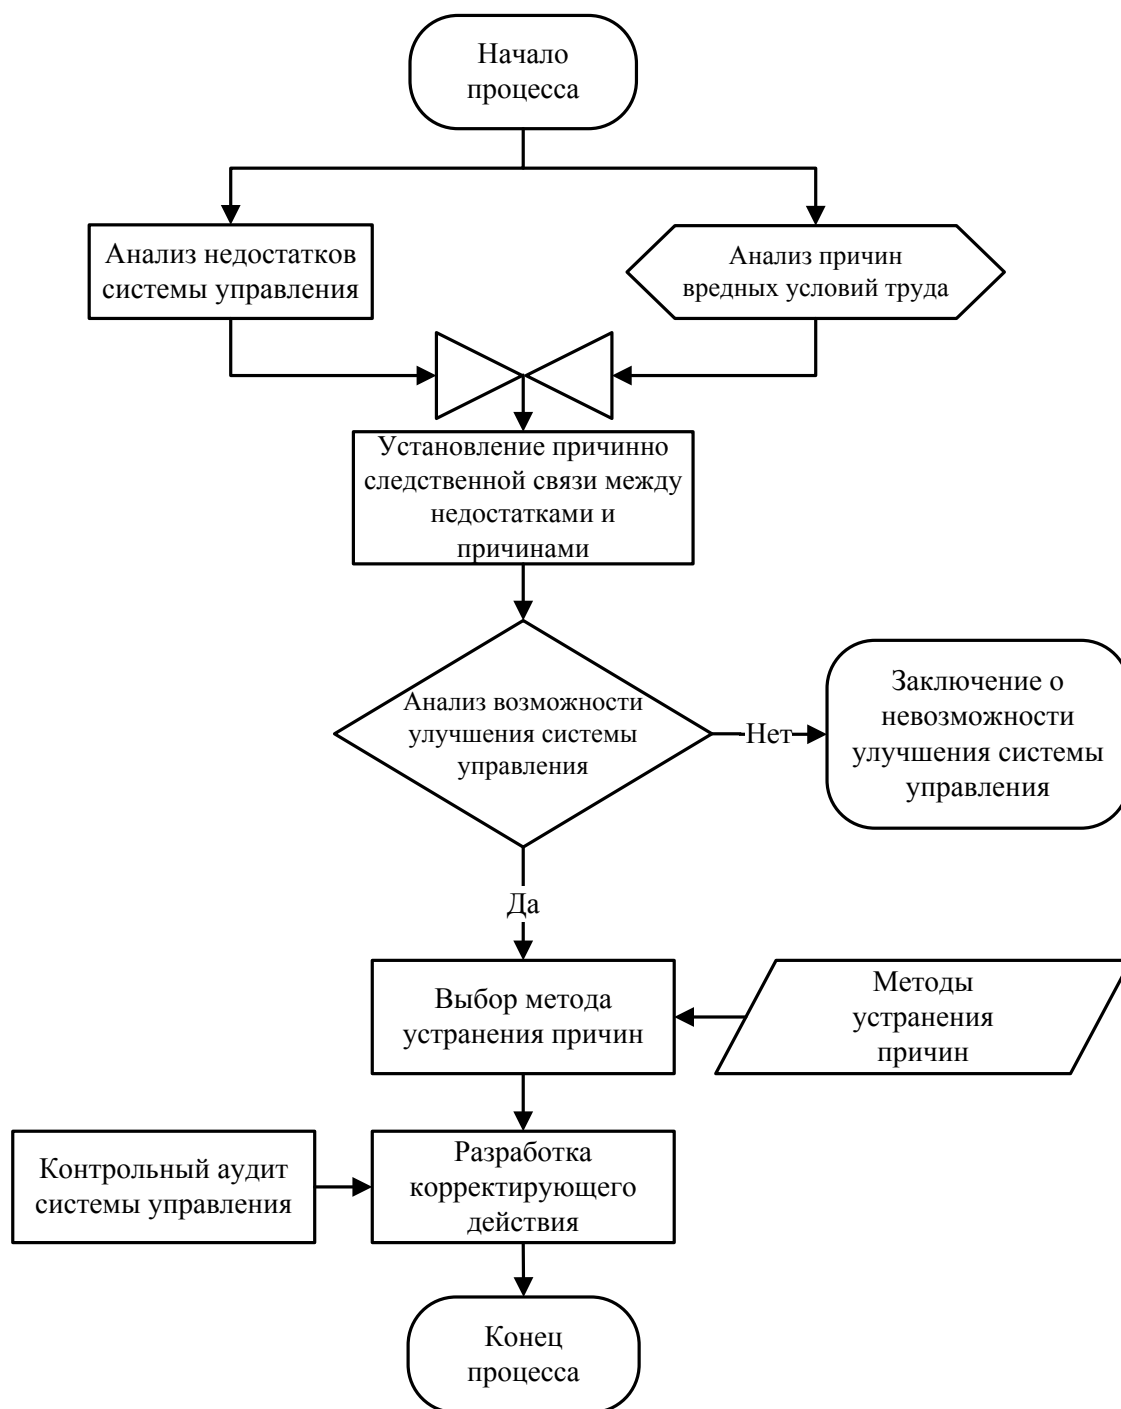 Начало
процесса
Анализ недостатков
системы управления
Анализ причин
вредных условий труда
Установление причинно
следственной связи между
недостатками и
причинами
Анализ возможности
улучшения системы
управления
Нет
Заключение о
невозможности
улучшения системы
управления
Да
Выбор метода
устранения причин
Методы
устранения
причин
Контрольный аудит
системы управления
Разработка
корректирующего
действия
Конец
процесса